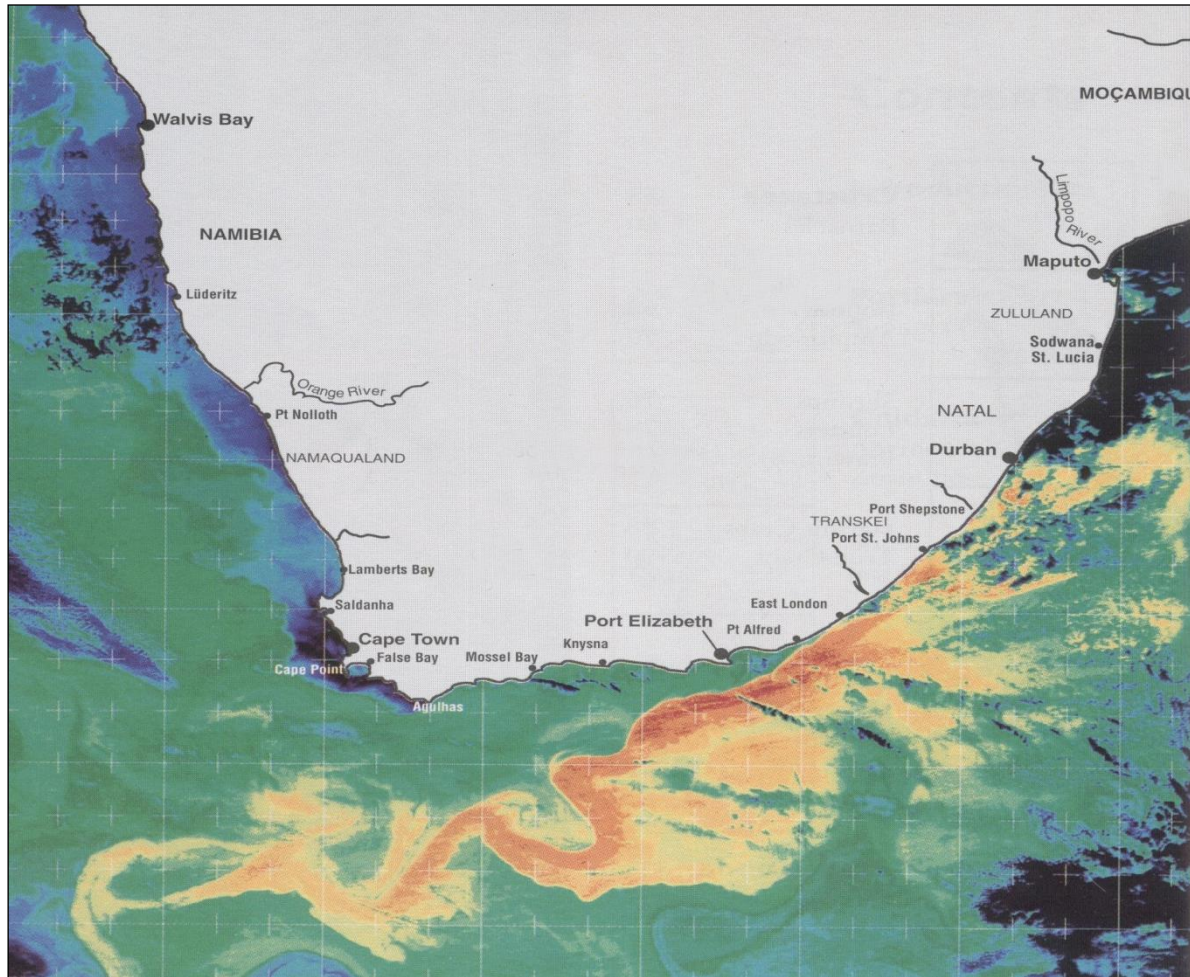 MOÇAMBIQU
Walvis Bay
Limpopo
River
NAMIBIA
Maputo
Lüderitz
ZULULAND
Sodwana
St. Lucia
Orange River
Pt Nolloth
NATAL
NAMAQUALAND
Durban
Port Shepstone
TRANSKEI
Port St. Johns
Lamberts Bay
Saldanha
East London
Port Elizabeth
Pt Alfred
Cape Town
Knysna
False Bay
Mossel Bay
Cape Point
Agulhas